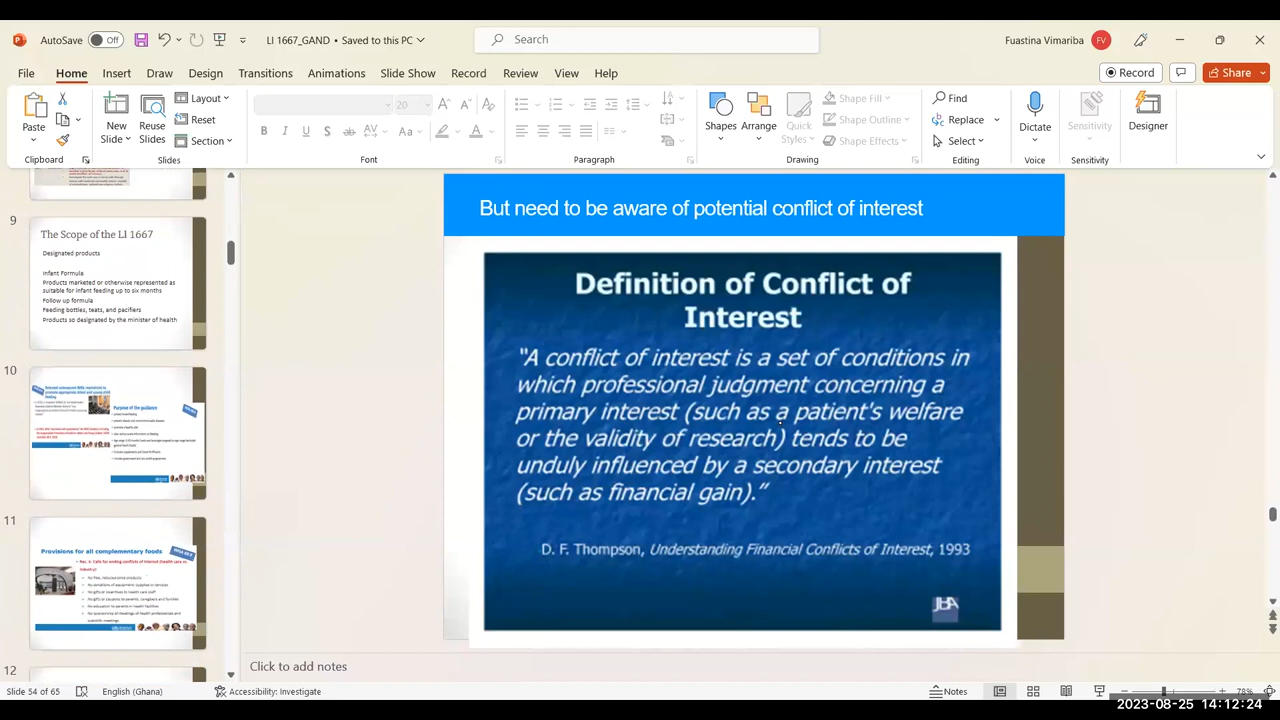 AutoSave Off LI 1667_GAND • Saved to this PC Search Fuastina Vimariba FV
File Home Insert Draw Design Transitions Animations Slide Show Record Review View Help Record Share
Paste New Slide Reuse Slides Layout Reset Section 20 Aa Shapes Arrange Quick Styles Shape Fill Shape Outline Shape Effects Find Replace Select Dictate Sensitivity Designer
Clipboard Slides Font Paragraph Drawing Editing Voice Sensitivity
9
The Scope of the LI 1667
Designated products
Infant Formula
Products marketed or otherwise represented as
suitable for infant feeding up to six months
Follow up formula
Feeding bottles, teats, and pacifiers
Products so designated by the minister of health
10
Purpose of the guidance
11
Provisions for all complementary foods
12
But need to be aware of potential conflict of interest
Definition of Conflict of
Interest
"A conflict of interest is a set of conditions in
which professional judgment concerning a
primary interest (such as a patient's welfare
or the validity of research) tends to be
unduly influenced by a secondary interest
(such as financial gain)."
D. F. Thompson, Understanding Financial Conflicts of Interest, 1993
Click to add notes
Slide 54 of 65 English (Ghana) Accessibility: Investigate Notes 78%
2023-08-25 14:12:24